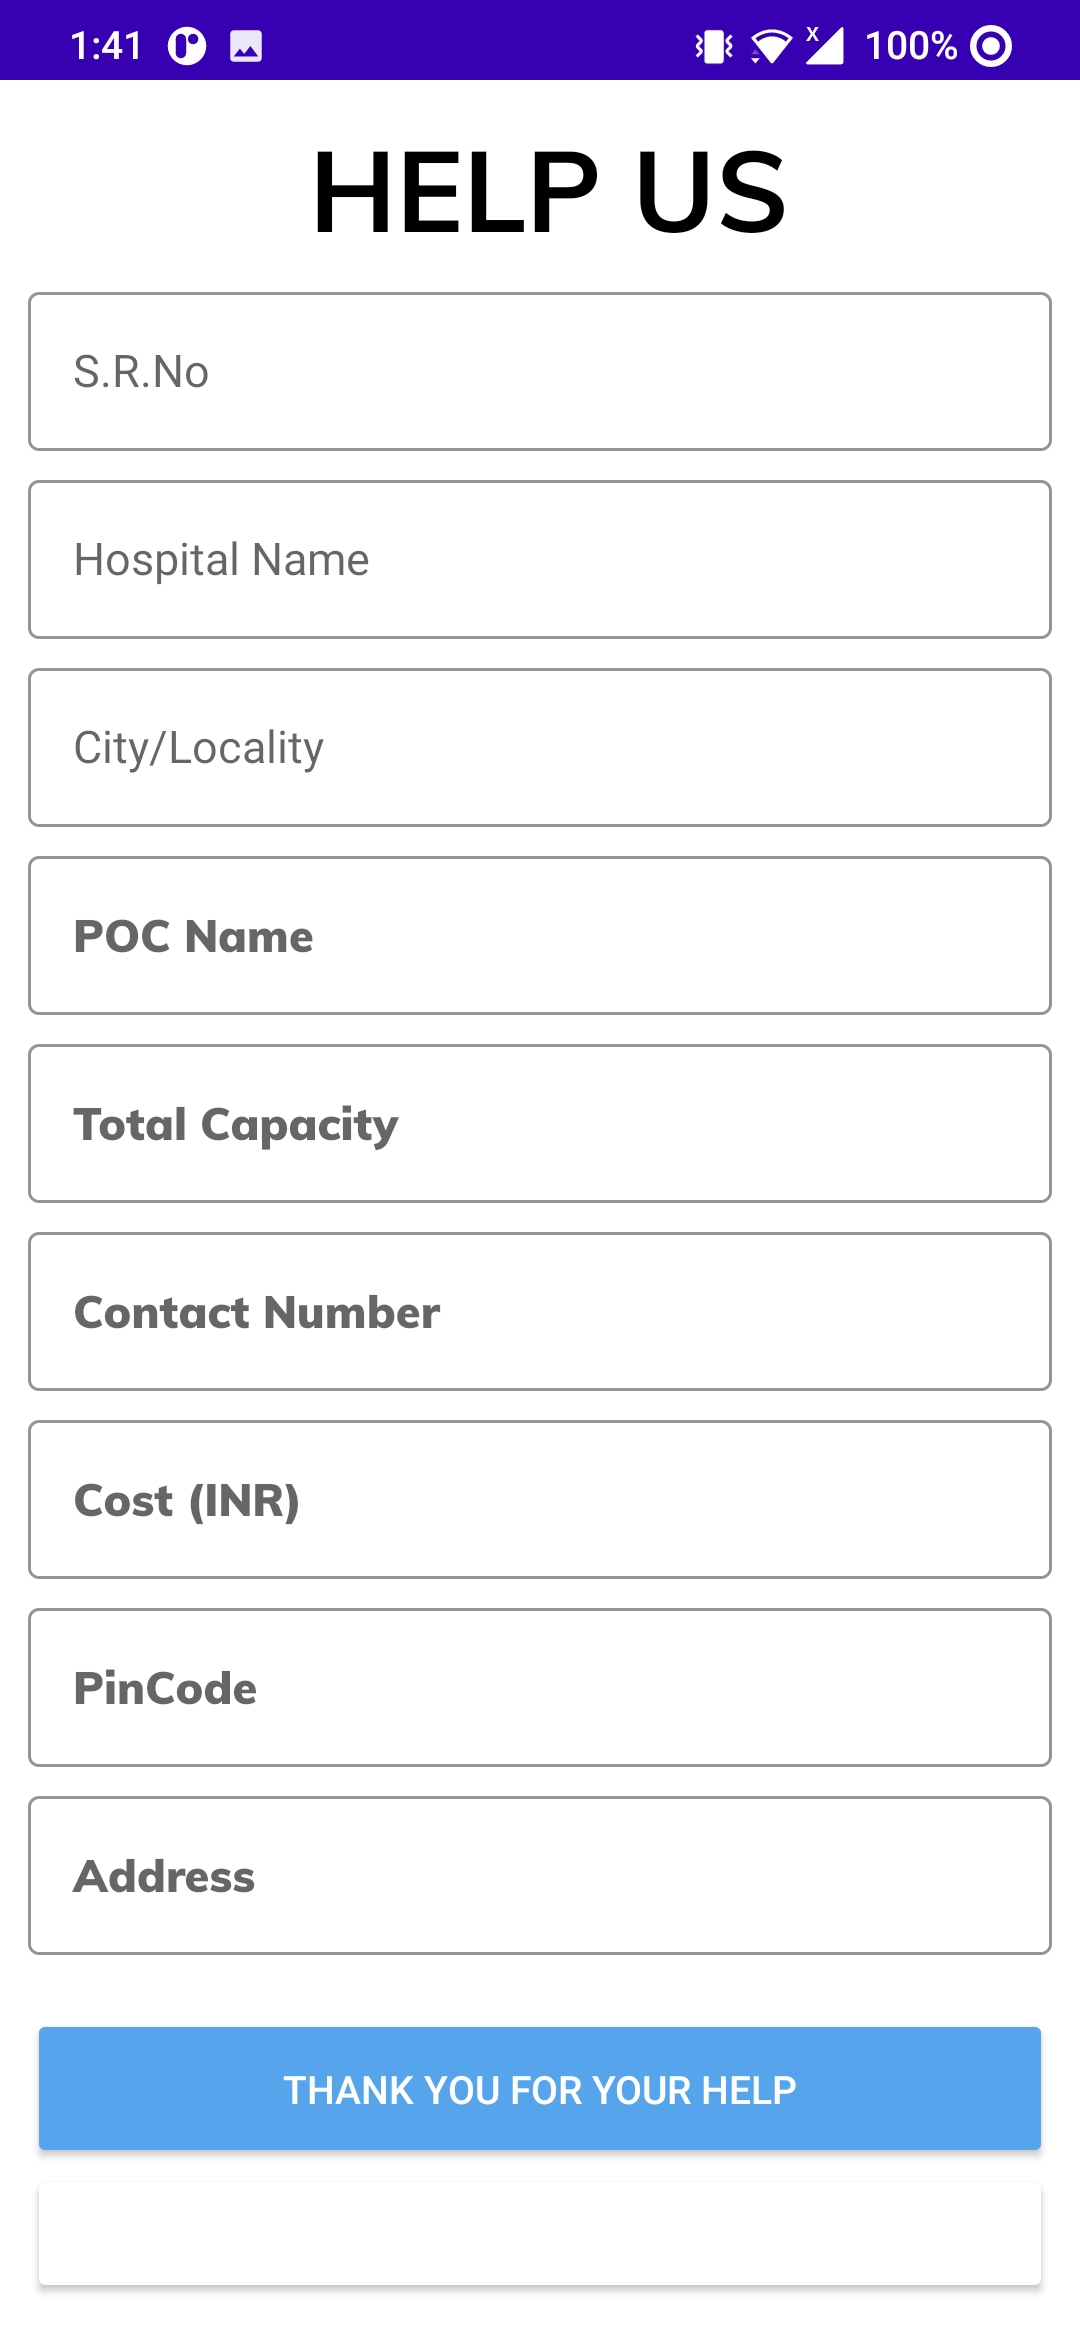 1:41 100%
HELP US
S.R.No
Hospital Name
City/Locality
POC Name
Total Capacity
Contact Number
Cost (INR)
PinCode
Address
THANK YOU FOR YOUR HELP